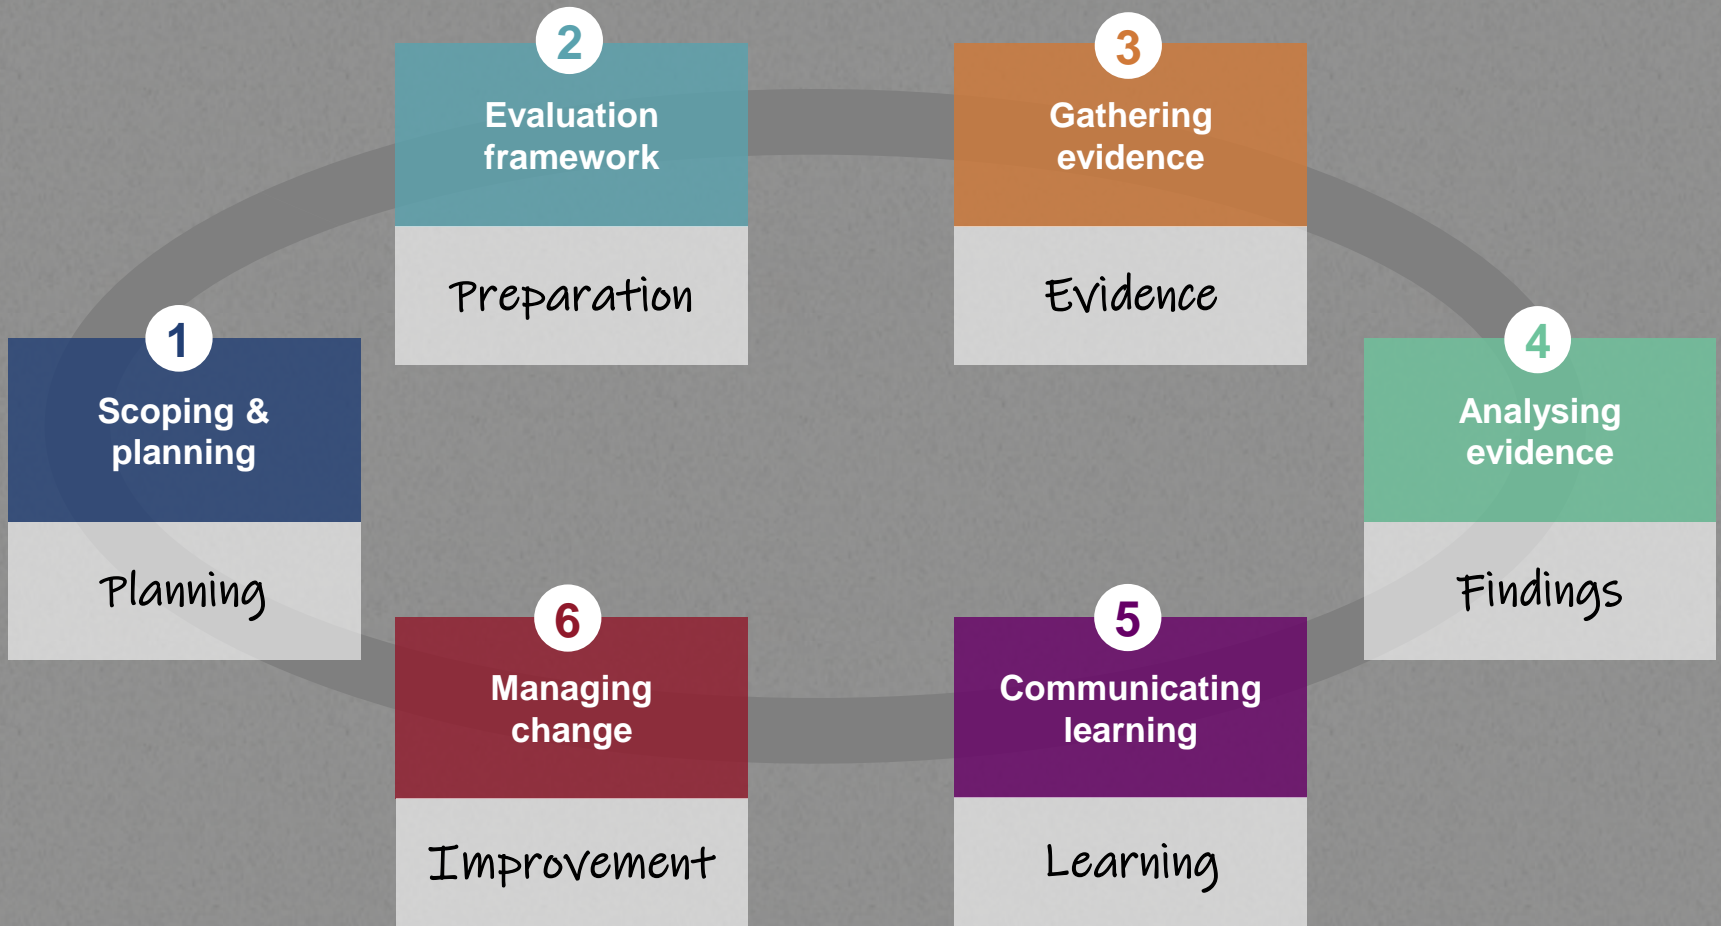 1
Scoping &
planning
Planning
2
Evaluation
framework
Preparation
3
Gathering
evidence
Evidence
4
Analysing
evidence
Findings
5
Communicating
learning
Learning
6
Managing
change
Improvement